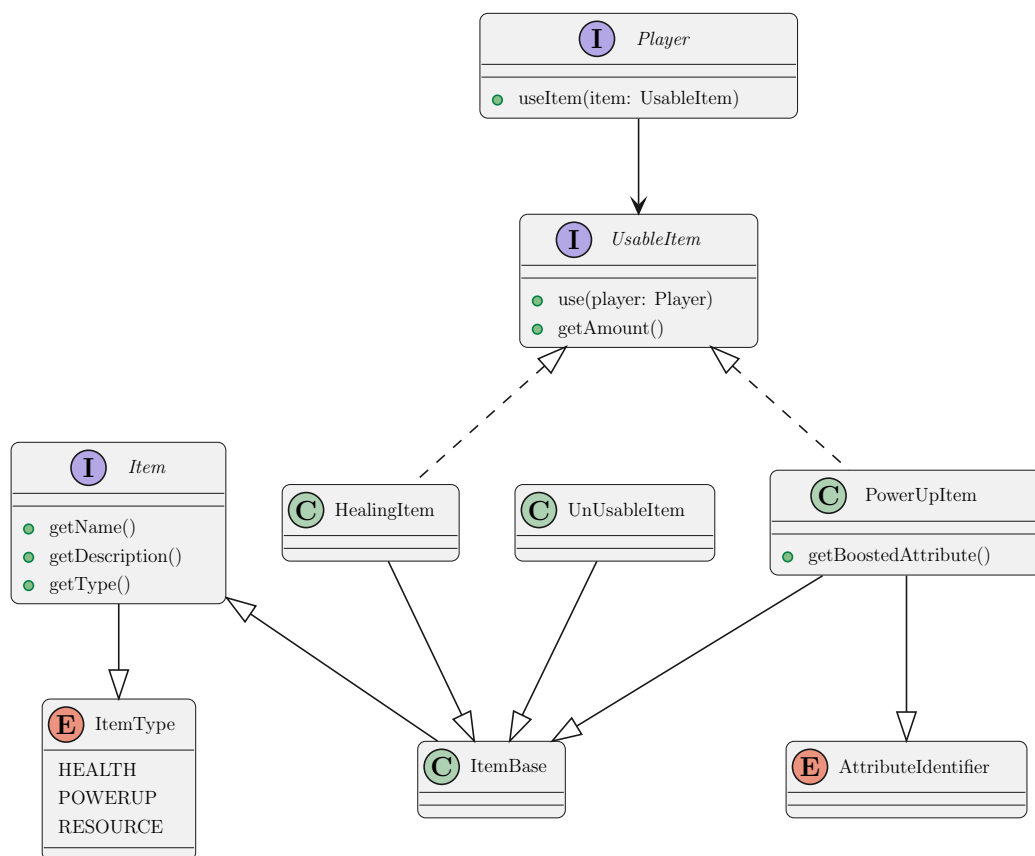 I Player
useItem(item: UsableItem)
I UsableItem
use(player: Player)
getAmount()
I Item
getName()
getDescription()
getType()
C HealingItem
C UnUsableItem
C PowerUpItem
getBoostedAttribute()
E ItemType
HEALTH
POWERUP
RESOURCE
C ItemBase
E AttributeIdentifier